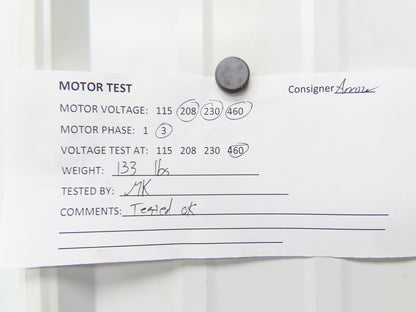 MOTOR TEST Consigner
MOTOR VOLTAGE: 115 208 230 460
MOTOR PHASE: 1 3
VOLTAGE TEST AT: 115 208 230 460
WEIGHT: 133 lbs
TESTED BY: MK
COMMENTS: Tested ok